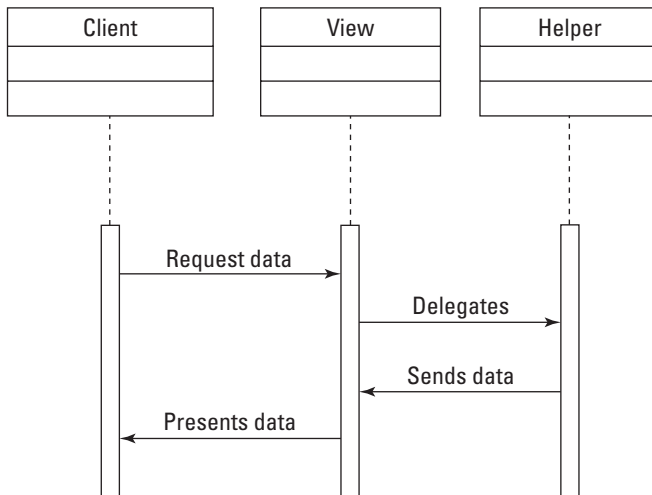 Client
View
Helper
Request data
Delegates
Sends data
Presents data